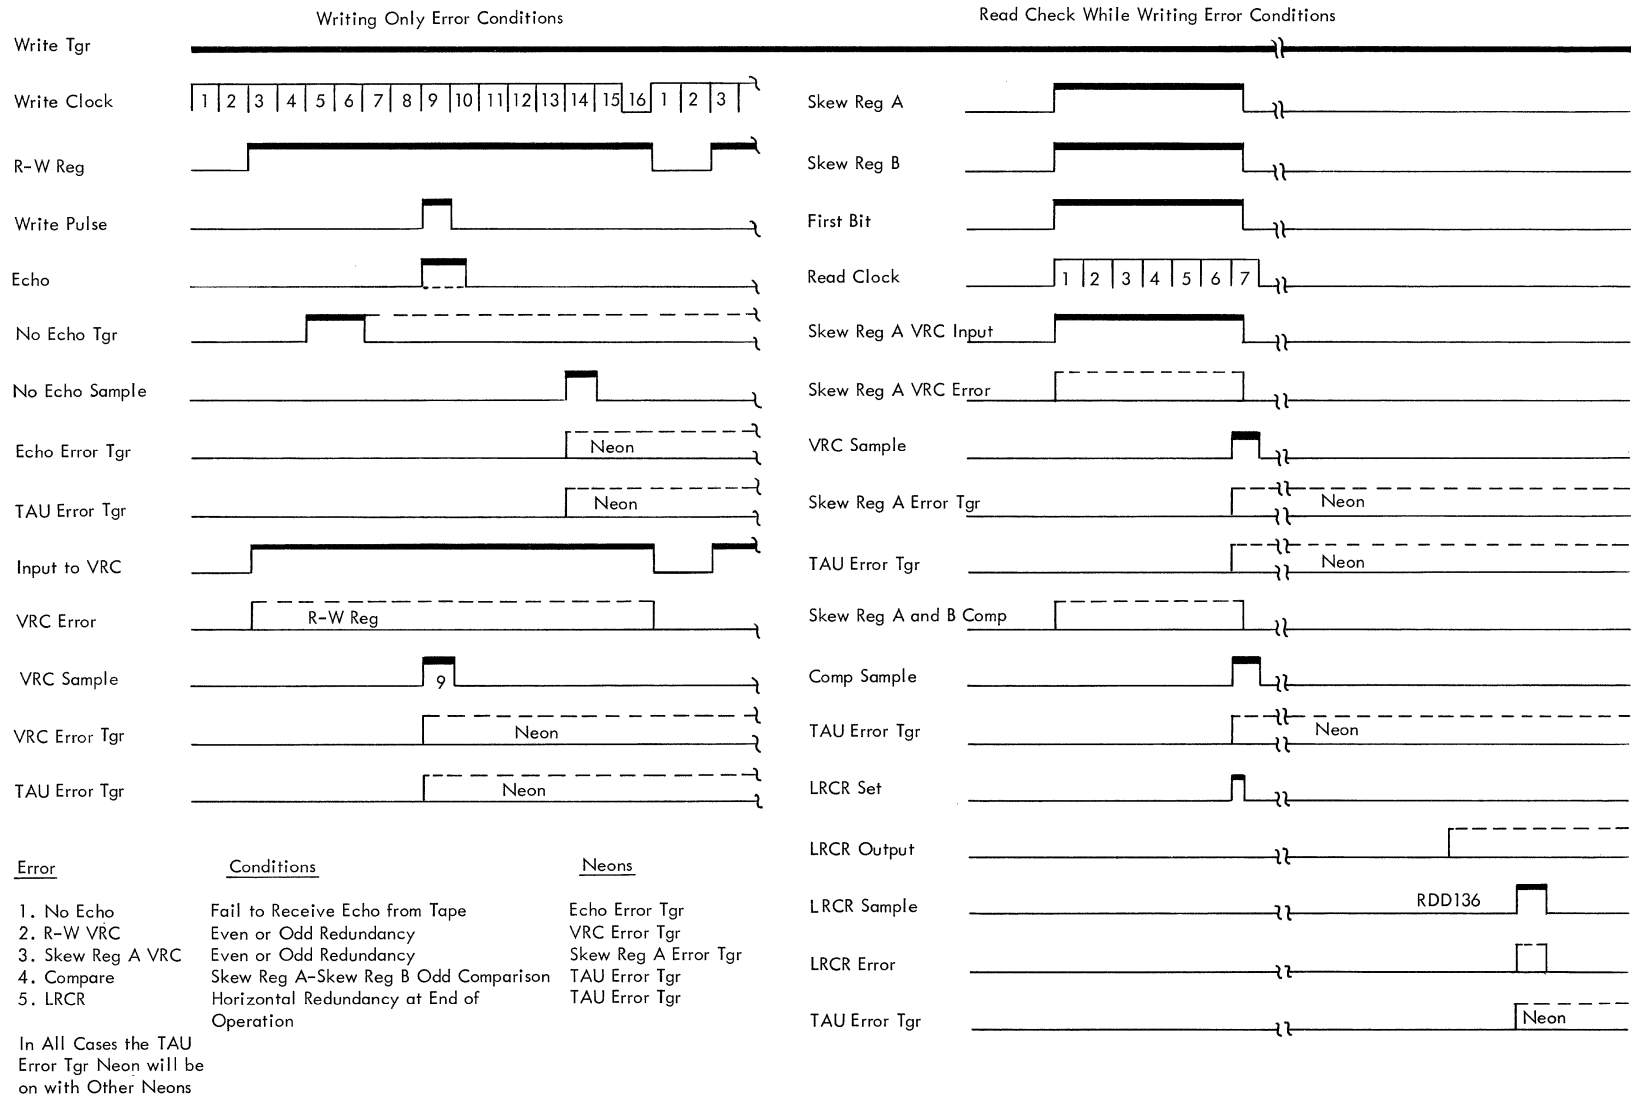 Writing Only Error Conditions
Read Check While Writing Error Conditions
Write Tgr
Write Clock
1 2 3 4 5 6 7 8 9 10 11 12 13 14 15 16 1 2 3
R-W Reg
Write Pulse
Echo
No Echo Tgr
No Echo Sample
Echo Error Tgr
Neon
TAU Error Tgr
Neon
Input to VRC
VRC Error
R-W Reg
VRC Sample
9
VRC Error Tgr
Neon
TAU Error Tgr
Neon
Skew Reg A
Skew Reg B
First Bit
Read Clock
1 2 3 4 5 6 7
Skew Reg A VRC Input
Skew Reg A VRC Error
VRC Sample
Skew Reg A Error Tgr
Neon
TAU Error Tgr
Neon
Skew Reg A and B Comp
Comp Sample
TAU Error Tgr
Neon
LRCR Set
LRCR Output
LRCR Sample
RDD136
LRCR Error
TAU Error Tgr
Neon
Error Conditions Neons
1. No Echo Fail to Receive Echo from Tape Echo Error Tgr
2. R-W VRC Even or Odd Redundancy VRC Error Tgr
3. Skew Reg A VRC Even or Odd Redundancy Skew Reg A Error Tgr
4. Compare Skew Reg A-Skew Reg B Odd Comparison TAU Error Tgr
5. LRCR Horizontal Redundancy at End of TAU Error Tgr
Operation
In All Cases the TAU
Error Tgr Neon will be
on with Other Neons